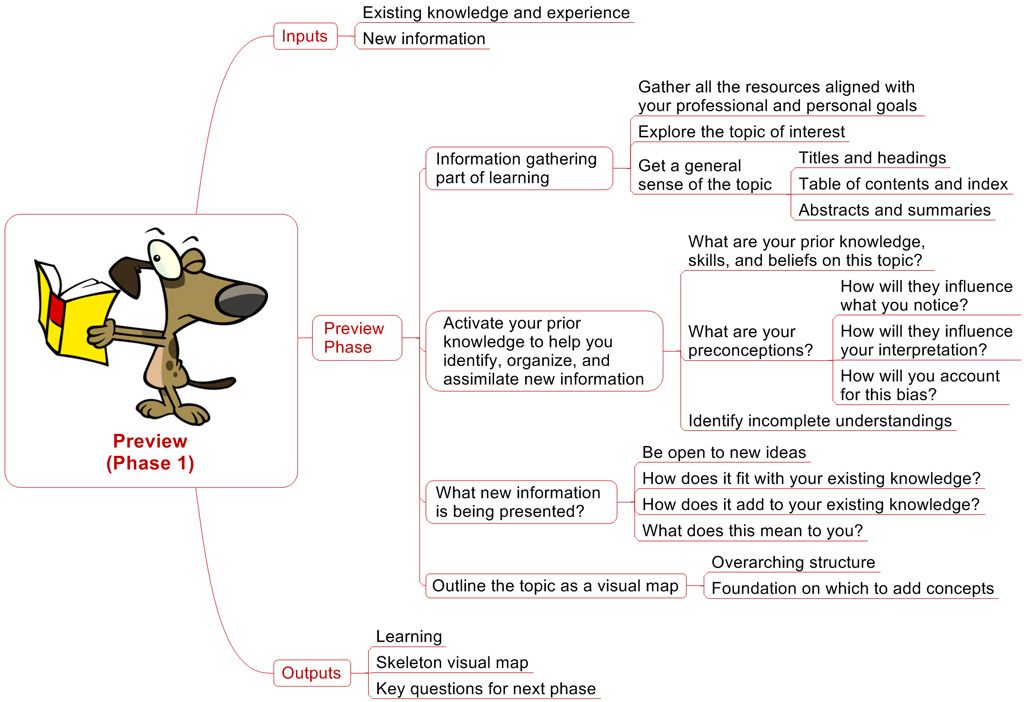 Existing knowledge and experience
Inputs
New information
Gather all the resources aligned with
your professional and personal goals
Explore the topic of interest
Information gathering
part of learning
Get a general
sense of the topic
Titles and headings
Table of contents and index
Abstracts and summaries
What are your prior knowledge,
skills, and beliefs on this topic?
Preview
Phase
Activate your prior
knowledge to help you
identify, organize, and
assimilate new information
What are your
preconceptions?
How will they influence
what you notice?
How will they influence
your interpretation?
How will you account
for this bias?
Identify incomplete understandings
Preview
(Phase 1)
What new information
is being presented?
Be open to new ideas
How does it fit with your existing knowledge?
How does it add to your existing knowledge?
What does this mean to you?
Outline the topic as a visual map
Overarching structure
Foundation on which to add concepts
Outputs
Learning
Skeleton visual map
Key questions for next phase